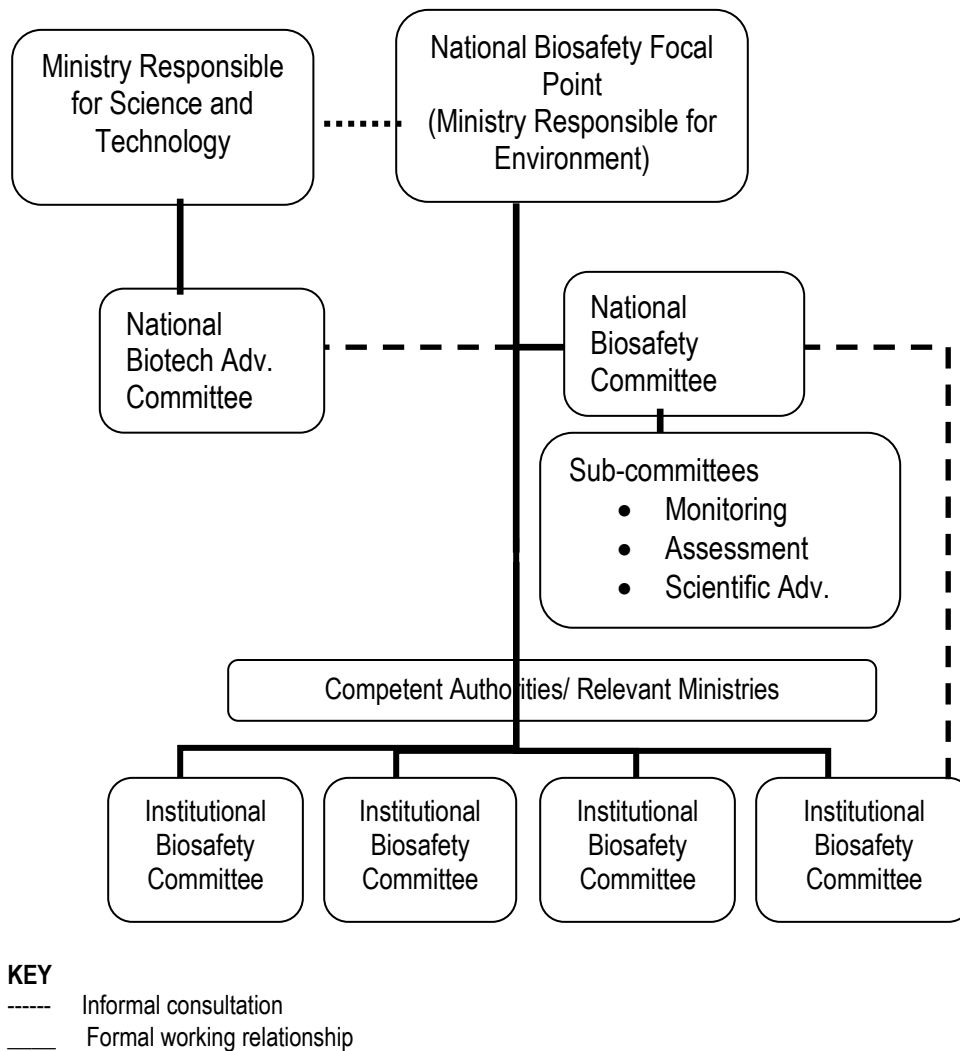 Ministry Responsible
for Science and
Technology
National Biosafety Focal
Point
(Ministry Responsible for
Environment)
National
Biotech Adv.
Committee
National
Biosafety
Committee
Sub-committees
• Monitoring
• Assessment
• Scientific Adv.
Competent Authorities/ Relevant Ministries
Institutional
Biosafety
Committee
Institutional
Biosafety
Committee
Institutional
Biosafety
Committee
Institutional
Biosafety
Committee
KEY
------ Informal consultation
____ Formal working relationship